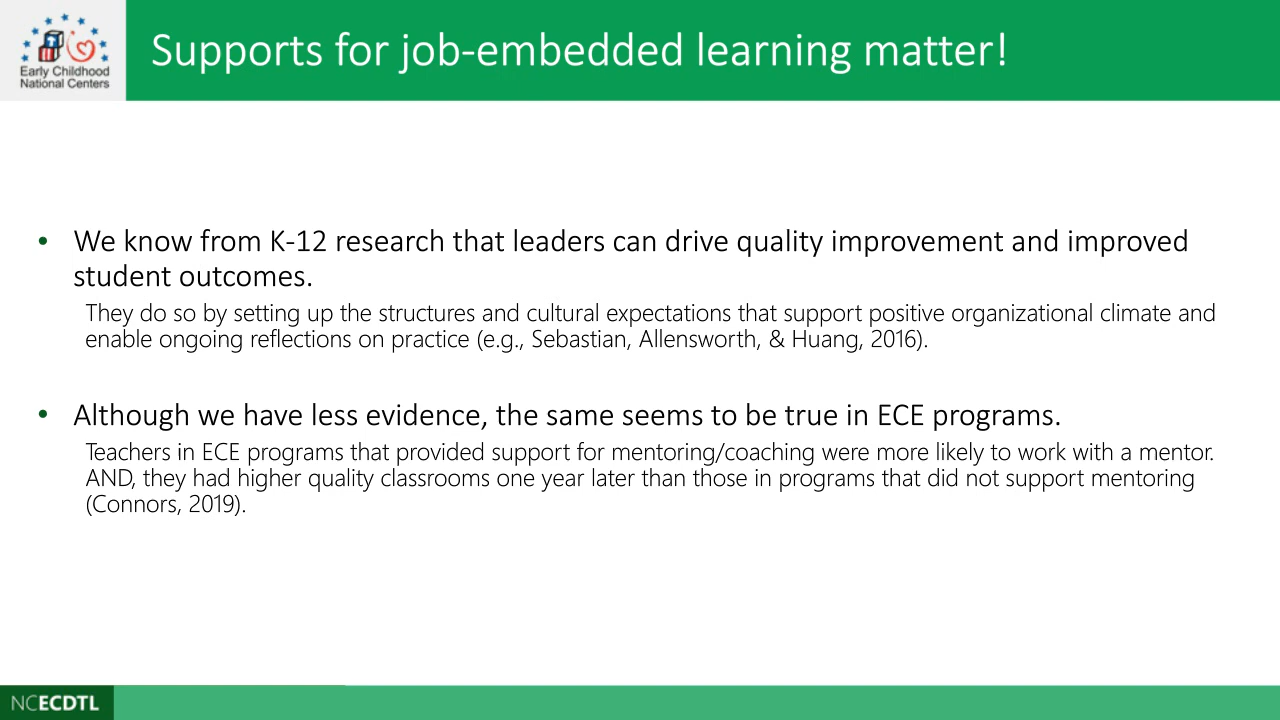 Early Childhood
National Centers
Supports for job-embedded learning matter!
• We know from K-12 research that leaders can drive quality improvement and improved
student outcomes.
They do so by setting up the structures and cultural expectations that support positive organizational climate and
enable ongoing reflections on practice (e.g., Sebastian, Allensworth, & Huang, 2016).
• Although we have less evidence, the same seems to be true in ECE programs.
Teachers in ECE programs that provided support for mentoring/coaching were more likely to work with a mentor.
AND, they had higher quality classrooms one year later than those in programs that did not support mentoring
(Connors, 2019).
NCECDTL